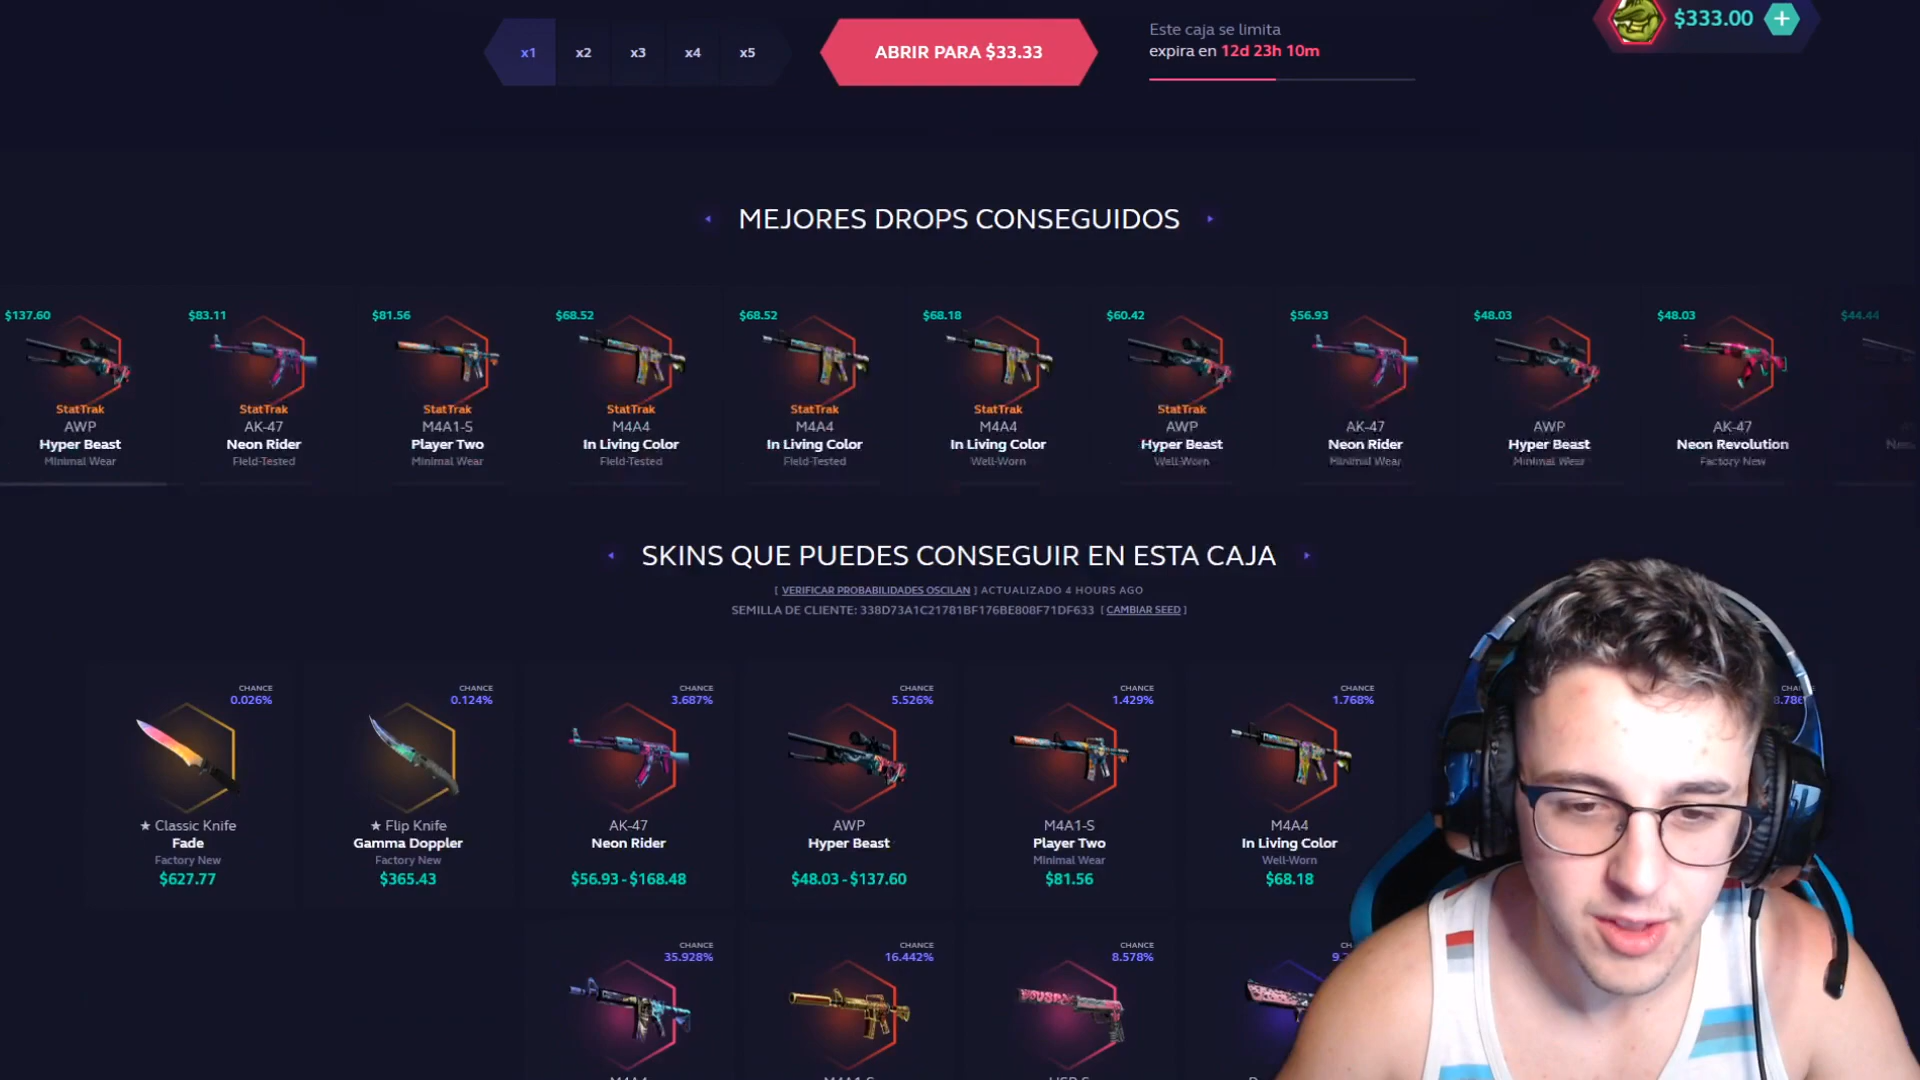 x1 x2 x3 x4 x5
ABRIR PARA $33.33
Este caja se limita
expira en 12d 23h 10m
$333.00 +
MEJORES DROPS CONSEGUIDOS
$137.60
StatTrak
AWP
Hyper Beast
Minimal Wear
$83.11
StatTrak
AK-47
Neon Rider
Field-Tested
$81.56
StatTrak
M4A1-S
Player Two
Minimal Wear
$68.52
StatTrak
M4A4
In Living Color
Field-Tested
$68.52
StatTrak
M4A4
In Living Color
Field-Tested
$68.18
StatTrak
M4A4
In Living Color
Well-Worn
$60.42
StatTrak
AWP
Hyper Beast
Well-Worn
$56.93
AK-47
Neon Rider
Minimal Wear
$48.03
AWP
Hyper Beast
Minimal Wear
$48.03
AK-47
Neon Revolution
Factory New
$44.44
SKINS QUE PUEDES CONSEGUIR EN ESTA CAJA
[ VERIFICAR PROBABILIDADES OSCILAN ] ACTUALIZADO 4 HOURS AGO
SEMILLA DE CLIENTE: 338D73A1C21781BF176BE808F71DF633 [ CAMBIAR SEED ]
CHANCE
0.026%
★ Classic Knife
Fade
Factory New
$627.77
CHANCE
0.124%
★ Flip Knife
Gamma Doppler
Factory New
$365.43
CHANCE
3.687%
AK-47
Neon Rider
$56.93 - $168.48
CHANCE
5.526%
AWP
Hyper Beast
$48.03 - $137.60
CHANCE
1.429%
M4A1-S
Player Two
Minimal Wear
$81.56
CHANCE
1.768%
M4A4
In Living Color
Well-Worn
$68.18
CHANCE
35.928%
CHANCE
16.442%
CHANCE
8.578%